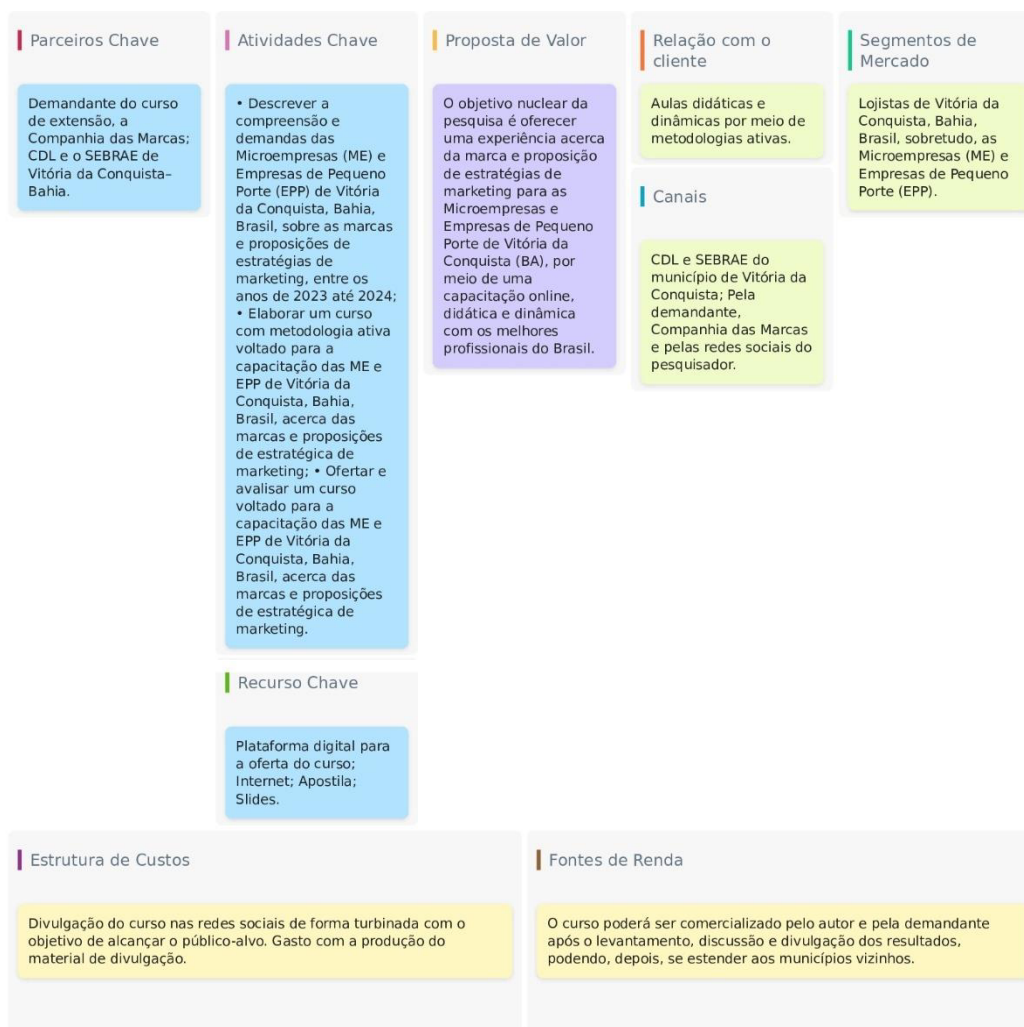 Parceiros Chave
Demandante do curso
de extensão, a
Companhia das Marcas;
CDL e o SEBRAE de
Vitória da Conquista–
Bahia.
Atividades Chave
• Descrever a
compreensão e
demandas das
Microempresas (ME) e
Empresas de Pequeno
Porte (EPP) de Vitória
da Conquista, Bahia,
Brasil, sobre as marcas
e proposições de
estratégias de
marketing, entre os
anos de 2023 até 2024;
• Elaborar um curso
com metodologia ativa
voltado para a
capacitação das ME e
EPP de Vitória da
Conquista, Bahia,
Brasil, acerca das
marcas e proposições
de estratégica de
marketing; • Ofertar e
avalisar um curso
voltado para a
capacitação das ME e
EPP de Vitória da
Conquista, Bahia,
Brasil, acerca das
marcas e proposições
de estratégica de
marketing.
Recurso Chave
Plataforma digital para
a oferta do curso;
Internet; Apostila;
Slides.
Proposta de Valor
O objetivo nuclear da
pesquisa é oferecer
uma experiência acerca
da marca e proposição
de estratégias de
marketing para as
Microempresas e
Empresas de Pequeno
Porte de Vitória da
Conquista (BA), por
meio de uma
capacitação online,
didática e dinâmica
com os melhores
profissionais do Brasil.
Relação com o
cliente
Aulas didáticas e
dinâmicas por meio de
metodologias ativas.
Canais
CDL e SEBRAE do
município de Vitória da
Conquista; Pela
demandante,
Companhia das Marcas
e pelas redes sociais do
pesquisador.
Segmentos de
Mercado
Lojistas de Vitória da
Conquista, Bahia,
Brasil, sobretudo, as
Microempresas (ME) e
Empresas de Pequeno
Porte (EPP).
Estrutura de Custos
Divulgação do curso nas redes sociais de forma turbinada com o
objetivo de alcançar o público-alvo. Gasto com a produção do
material de divulgação.
Fontes de Renda
O curso poderá ser comercializado pelo autor e pela demandante
após o levantamento, discussão e divulgação dos resultados,
podendo, depois, se estender aos municípios vizinhos.